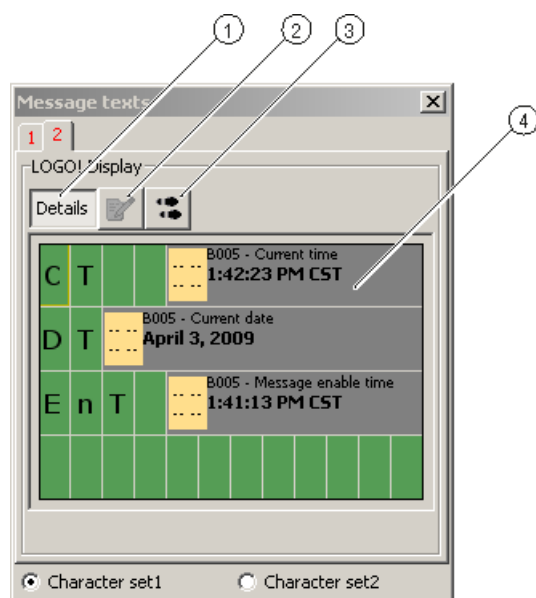 1 2 3
4
Message texts
1 2
LOGO! Display
Details
B005 - Current time
C T 1:42:23 PM CST
B005 - Current date
D T April 3, 2009
B005 - Message enable time
E n T 1:41:13 PM CST
Character set1 Character set2